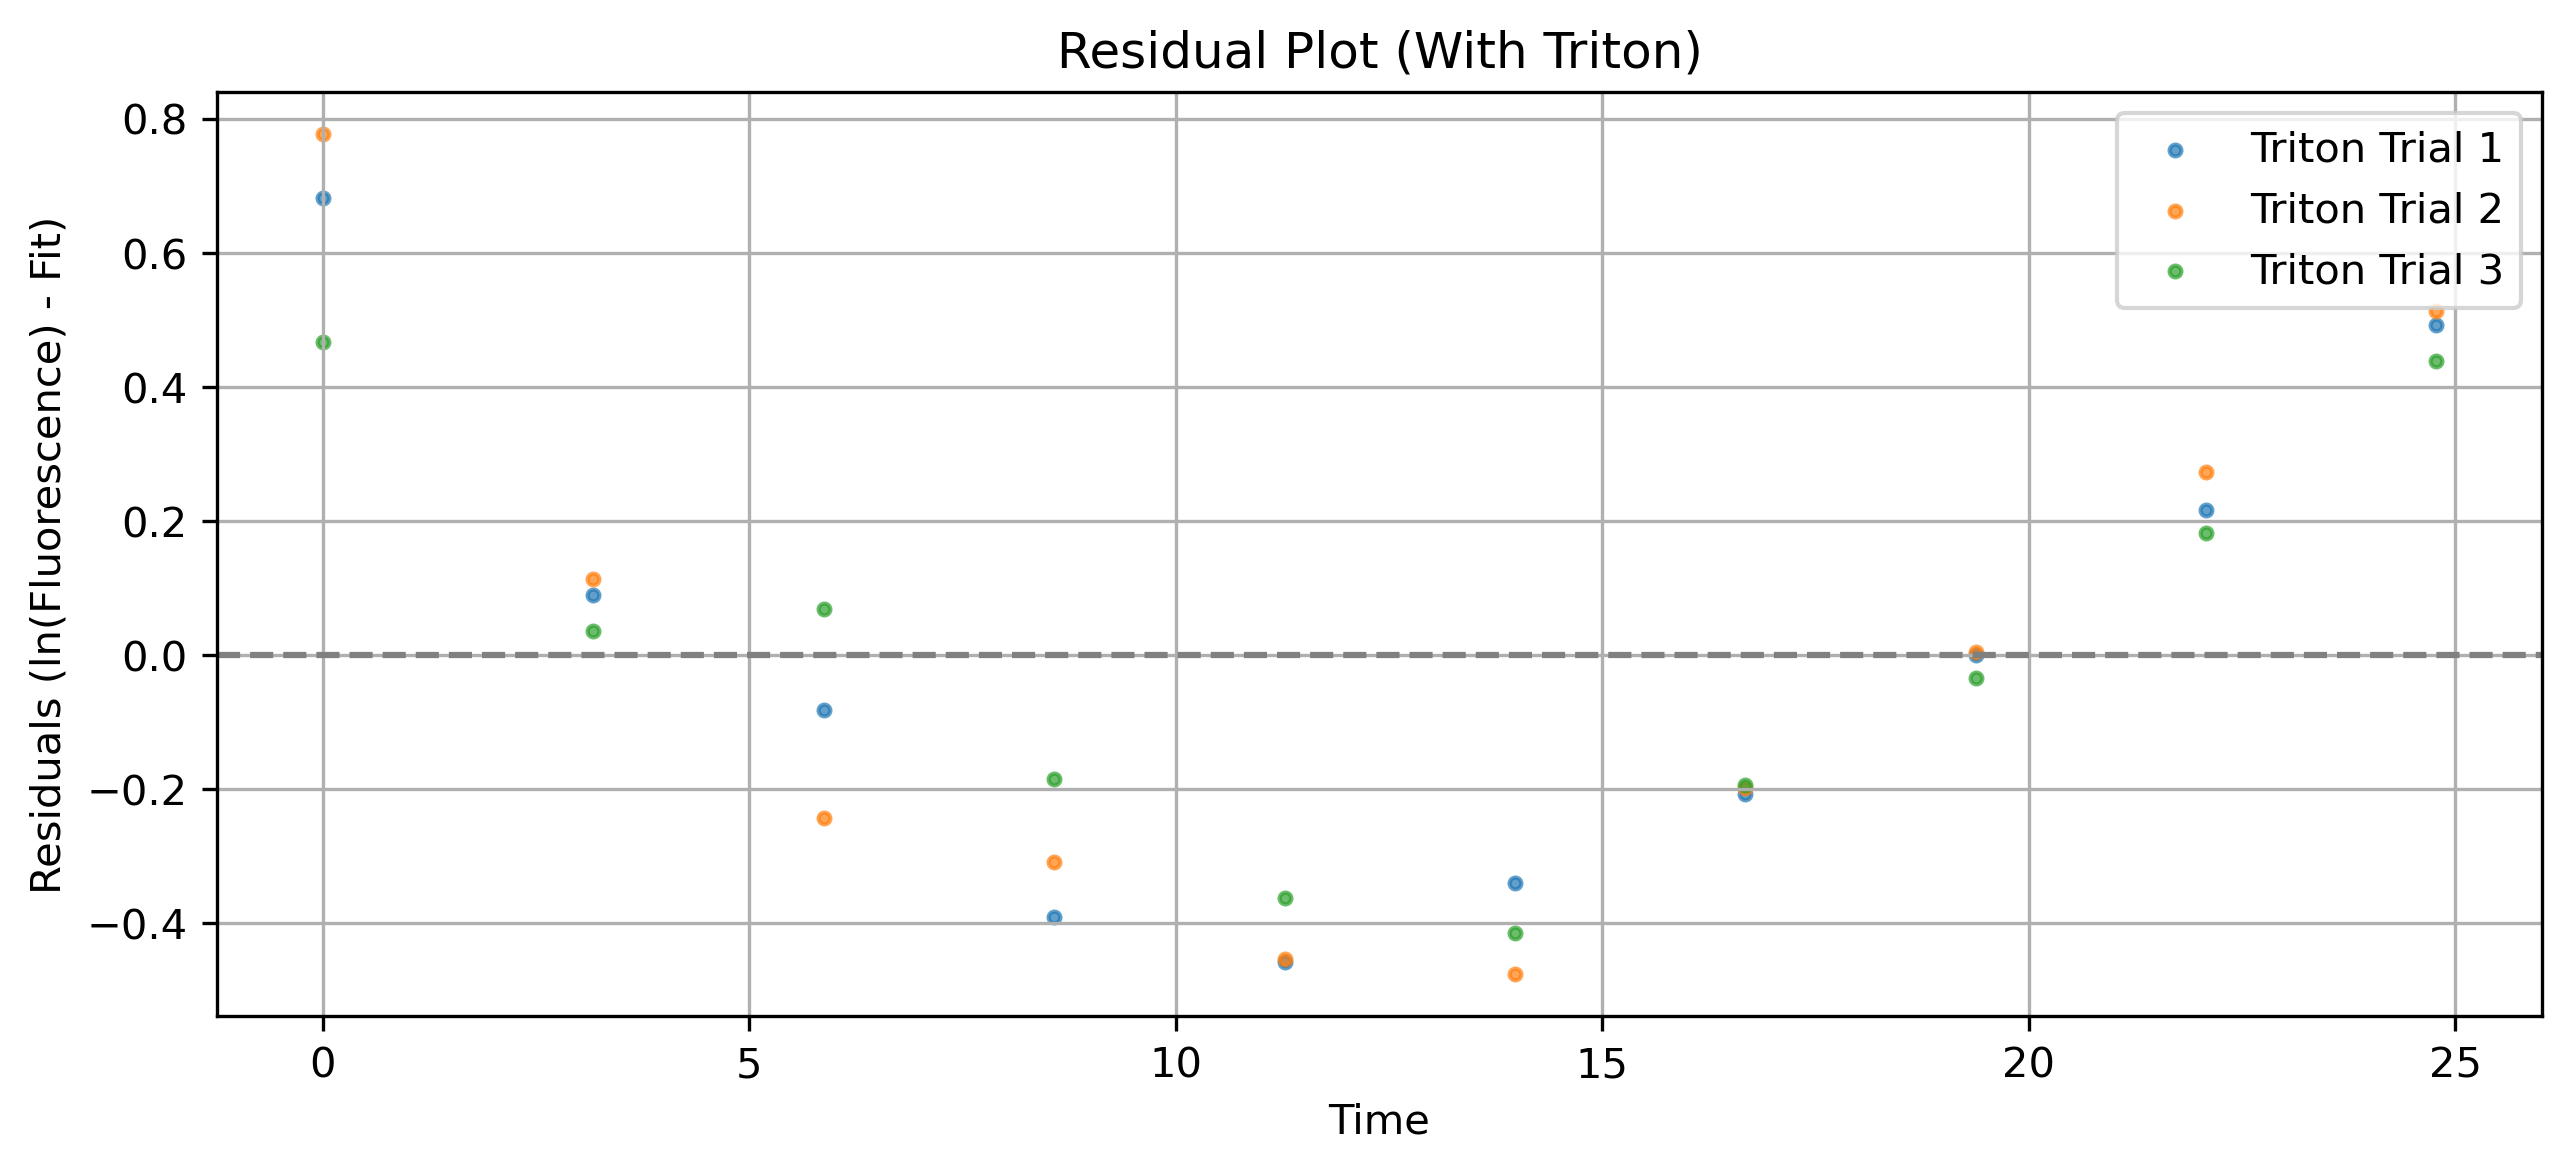 Residual Plot (With Triton)
Residuals (ln(Fluorescence) - Fit)
0.8
0.6
0.4
0.2
0.0
−0.2
−0.4
Triton Trial 1
Triton Trial 2
Triton Trial 3
0 5 10 15 20 25
Time